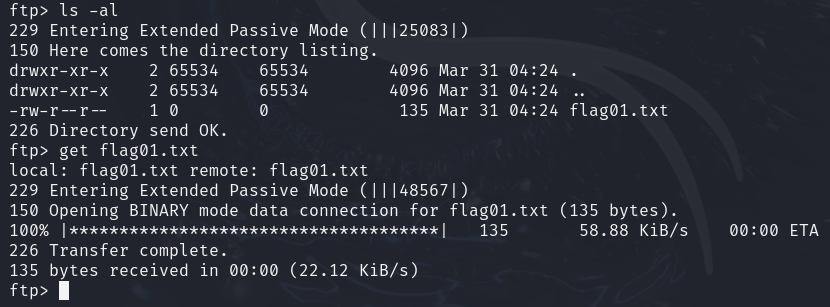 ftp> ls -al
229 Entering Extended Passive Mode (|||25083|)
150 Here comes the directory listing.
drwxr-xr-x    2 65534    65534        4096 Mar 31 04:24 .
drwxr-xr-x    2 65534    65534        4096 Mar 31 04:24 ..
-rw-r--r--    1 0        0             135 Mar 31 04:24 flag01.txt
226 Directory send OK.
ftp> get flag01.txt
local: flag01.txt remote: flag01.txt
229 Entering Extended Passive Mode (|||48567|)
150 Opening BINARY mode data connection for flag01.txt (135 bytes).
100% |*************************************|   135       58.88 KiB/s    00:00 ETA
226 Transfer complete.
135 bytes received in 00:00 (22.12 KiB/s)
ftp>